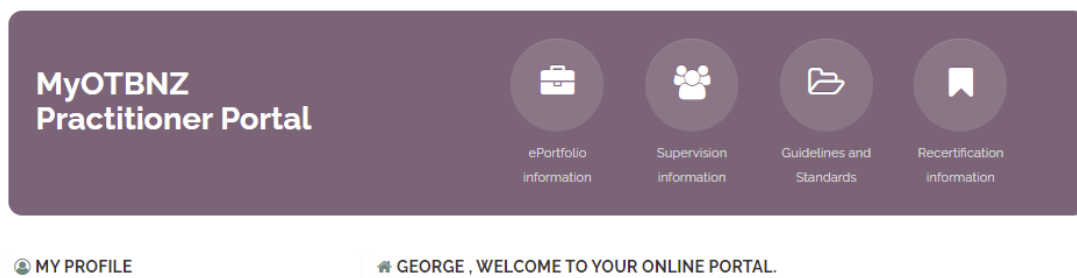 MyOTBNZ
Practitioner Portal
ePortfolio
information
Supervision
information
Guidelines and
Standards
Recertification
information
MY PROFILE
GEORGE , WELCOME TO YOUR ONLINE PORTAL.